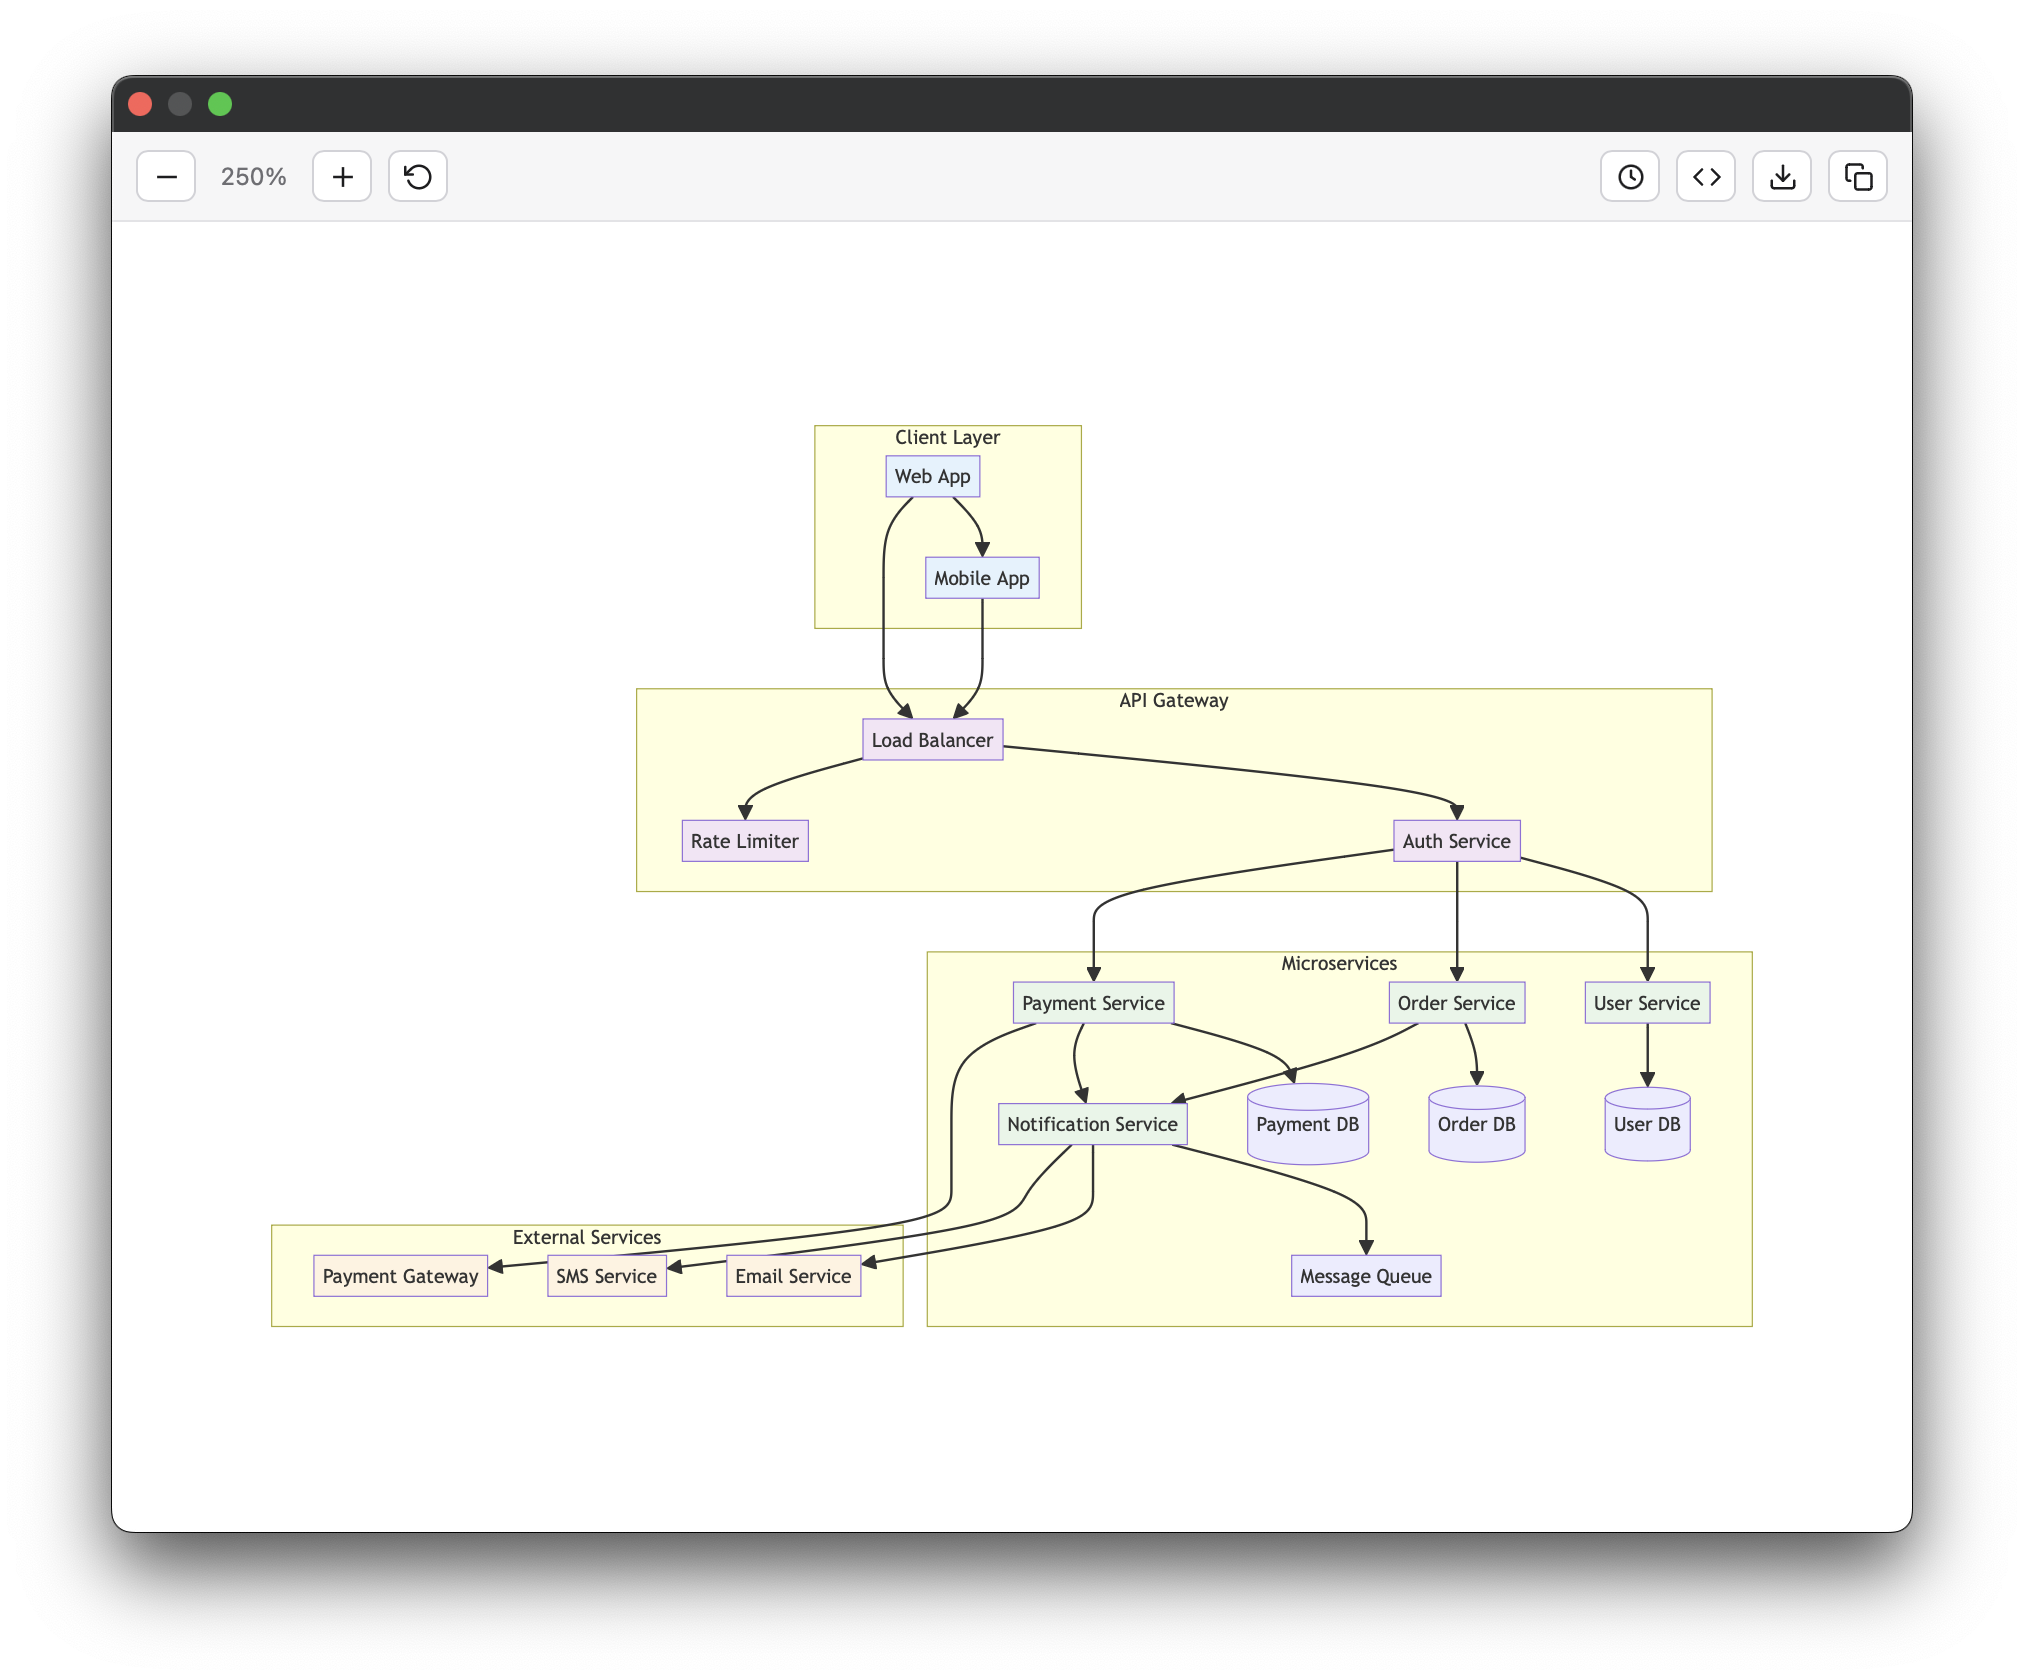 250%
Client Layer
Web App
Mobile App
API Gateway
Load Balancer
Rate Limiter
Auth Service
Microservices
Payment Service
Order Service
User Service
Notification Service
Payment DB
Order DB
User DB
External Services
Payment Gateway
SMS Service
Email Service
Message Queue